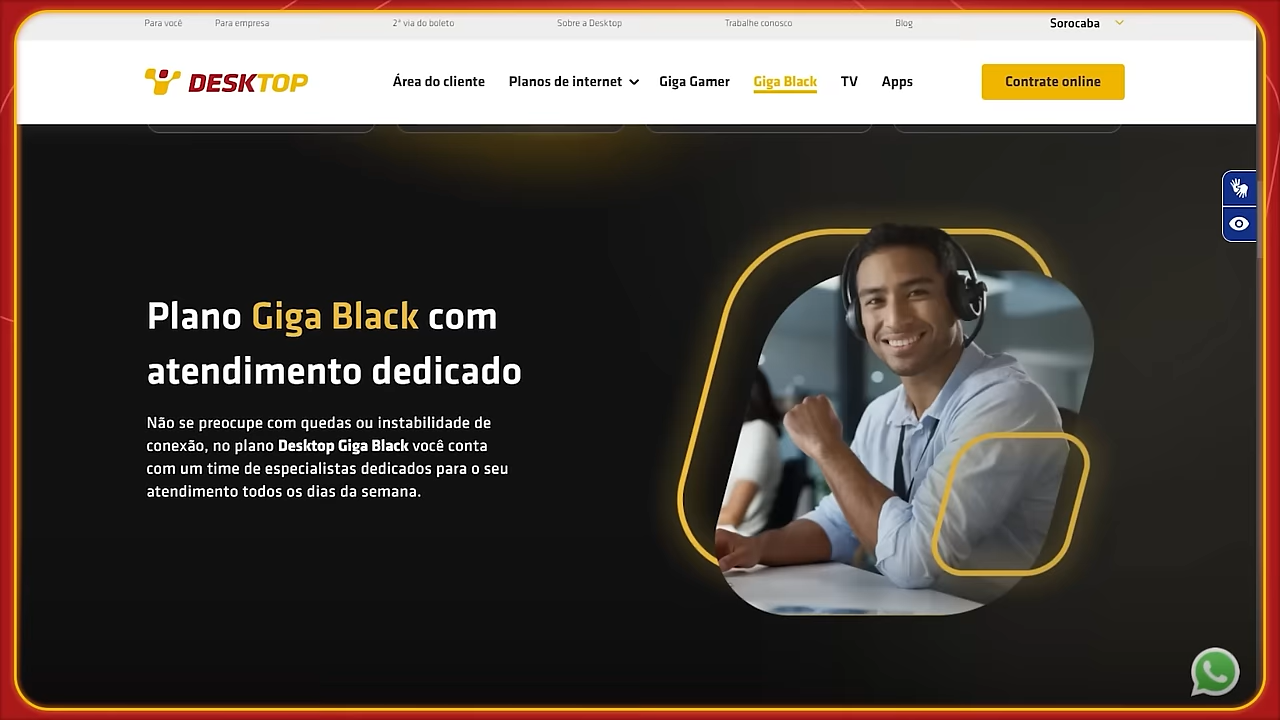 Para você Para empresa 2ª via do boleto Sobre a Desktop Trabalhe conosco Blog Sorocaba
DESKTOP Área do cliente Planos de internet Giga Gamer Giga Black TV Apps Contrate online
Plano Giga Black com
atendimento dedicado
Não se preocupe com quedas ou instabilidade de
conexão, no plano Desktop Giga Black você conta
com um time de especialistas dedicados para o seu
atendimento todos os dias da semana.